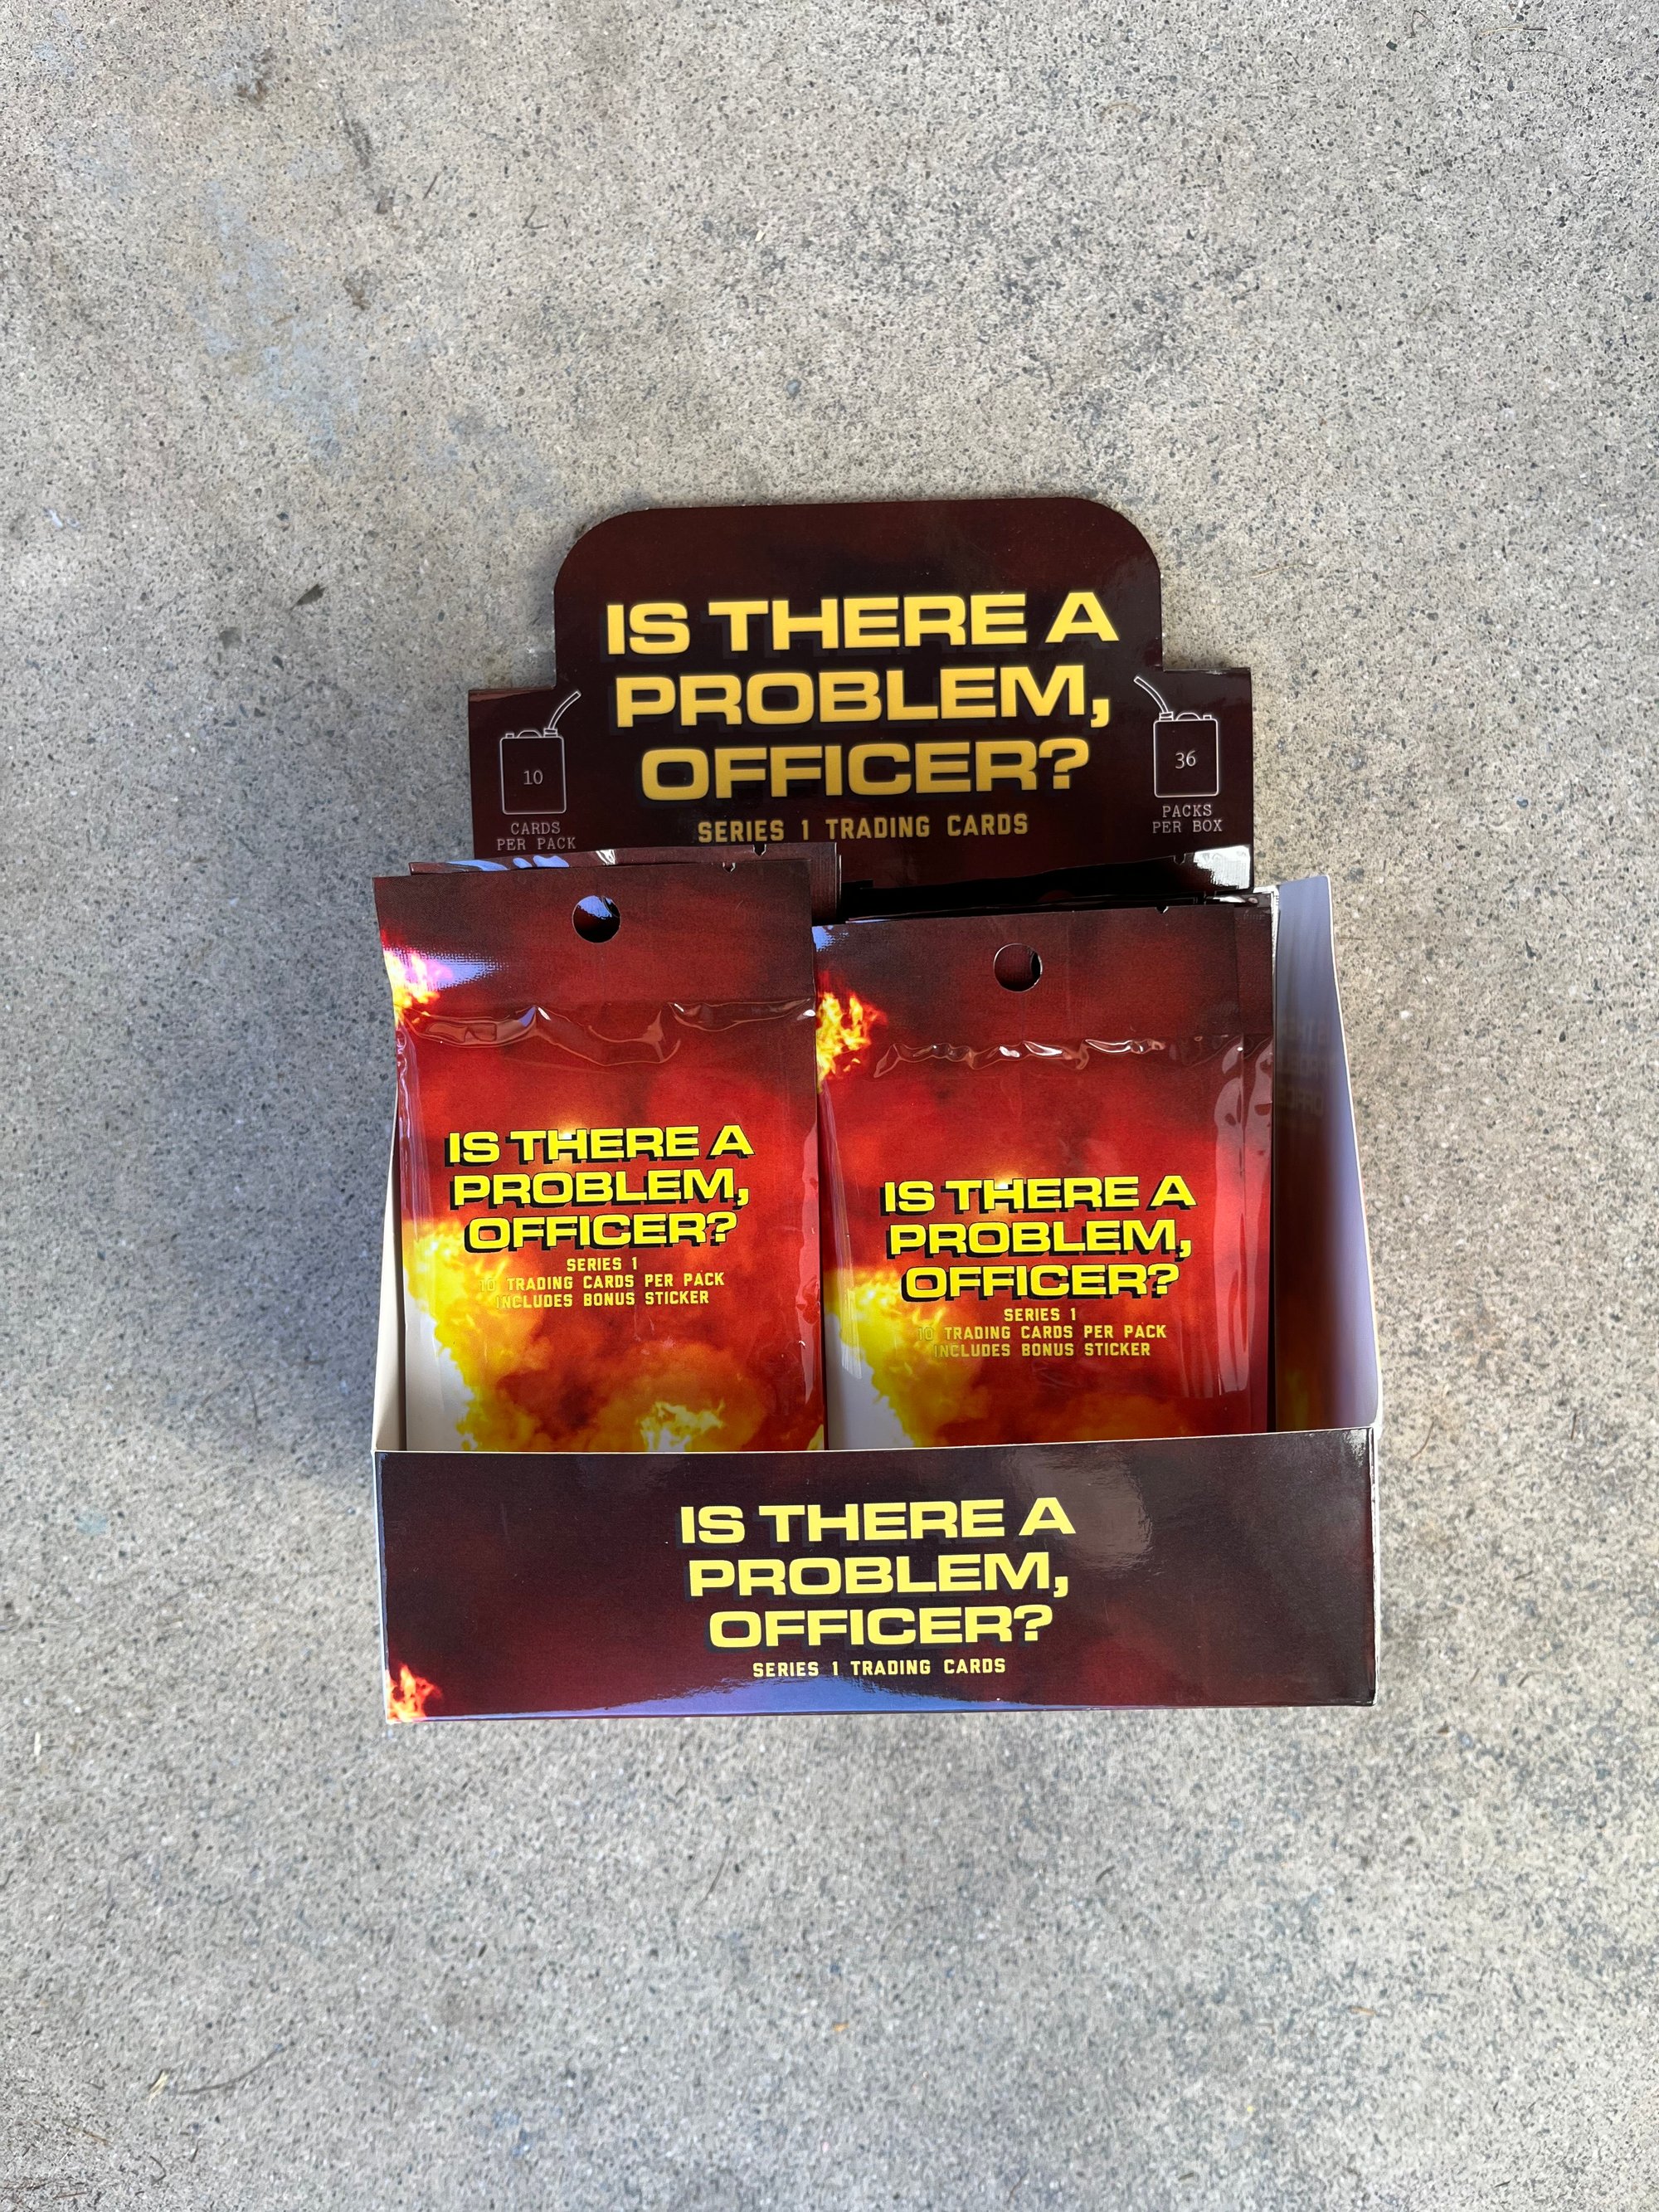 IS THERE A
PROBLEM,
OFFICER?
SERIES 1 TRADING CARDS
10
CARDS
PER PACK
36
PACKS
PER BOX
IS THERE A
PROBLEM,
OFFICER?
SERIES 1
10 TRADING CARDS PER PACK
INCLUDES BONUS STICKER
IS THERE A
PROBLEM,
OFFICER?
SERIES 1
10 TRADING CARDS PER PACK
INCLUDES BONUS STICKER
IS THERE A
PROBLEM,
OFFICER?
SERIES 1 TRADING CARDS